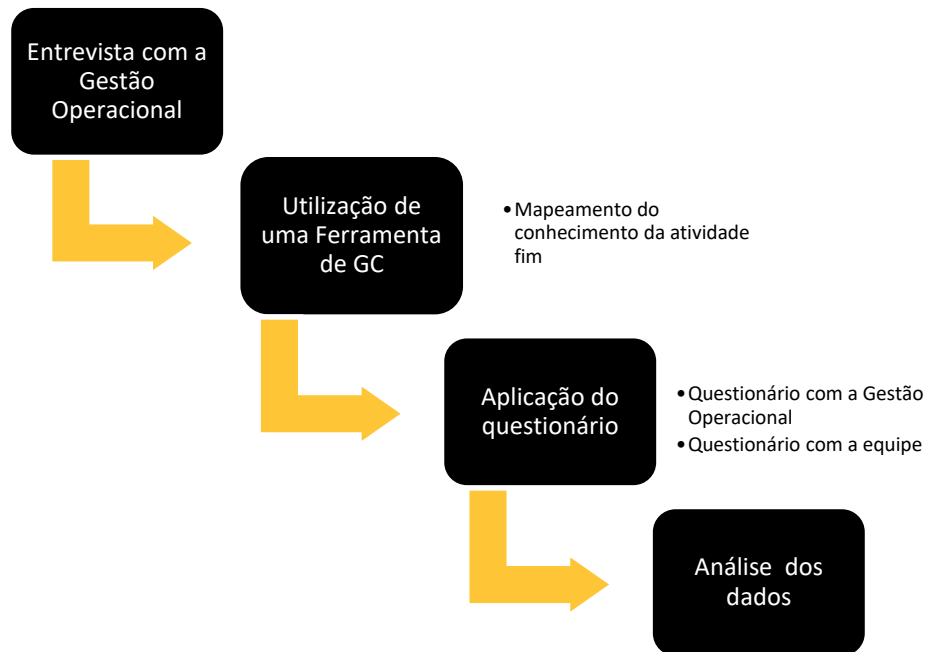 Entrevista com a
Gestão
Operacional
Utilização de
uma Ferramenta
de GC
•Mapeamento do
conhecimento da atividade
fim
Aplicação do
questionário
•Questionário com a Gestão
Operacional
•Questionário com a equipe
Análise dos
dados